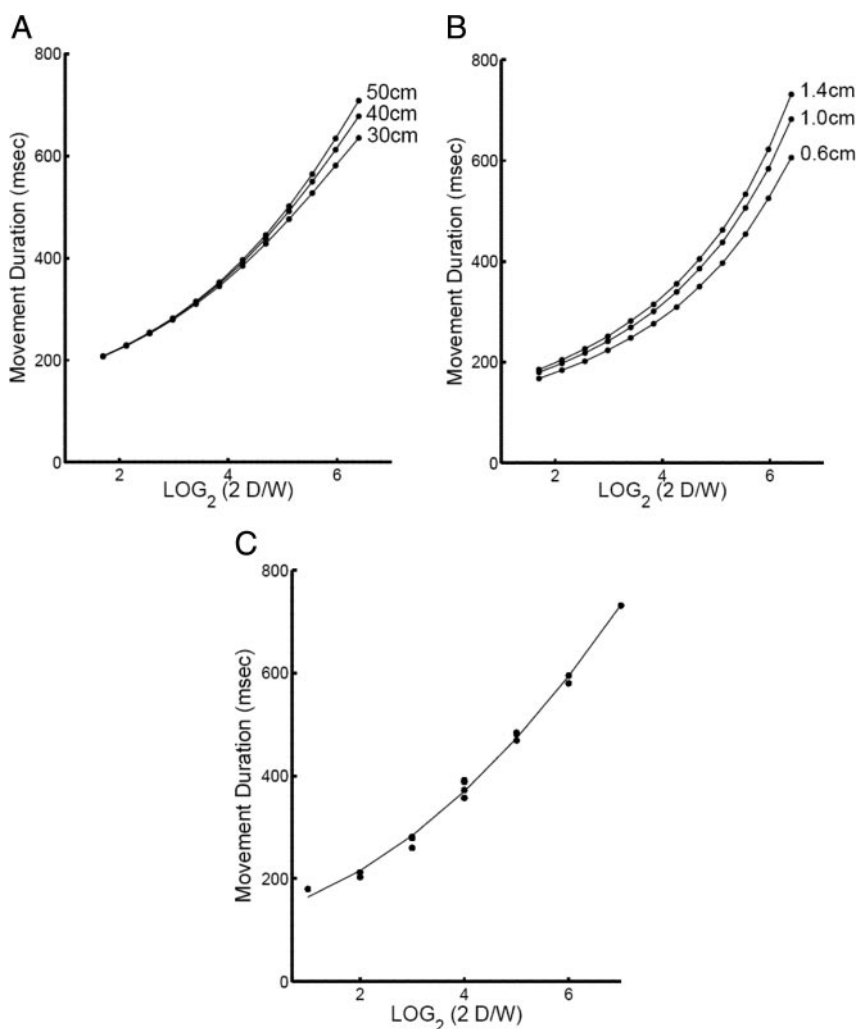 A
Movement Duration (msec)
800
600
400
200
0
50cm
40cm
30cm
2 4 6
LOG2 (2 D/W)
B
Movement Duration (msec)
800
600
400
200
0
1.4cm
1.0cm
0.6cm
2 4 6
LOG2 (2 D/W)
C
Movement Duration (msec)
800
600
400
200
0
2 4 6
LOG2 (2 D/W)